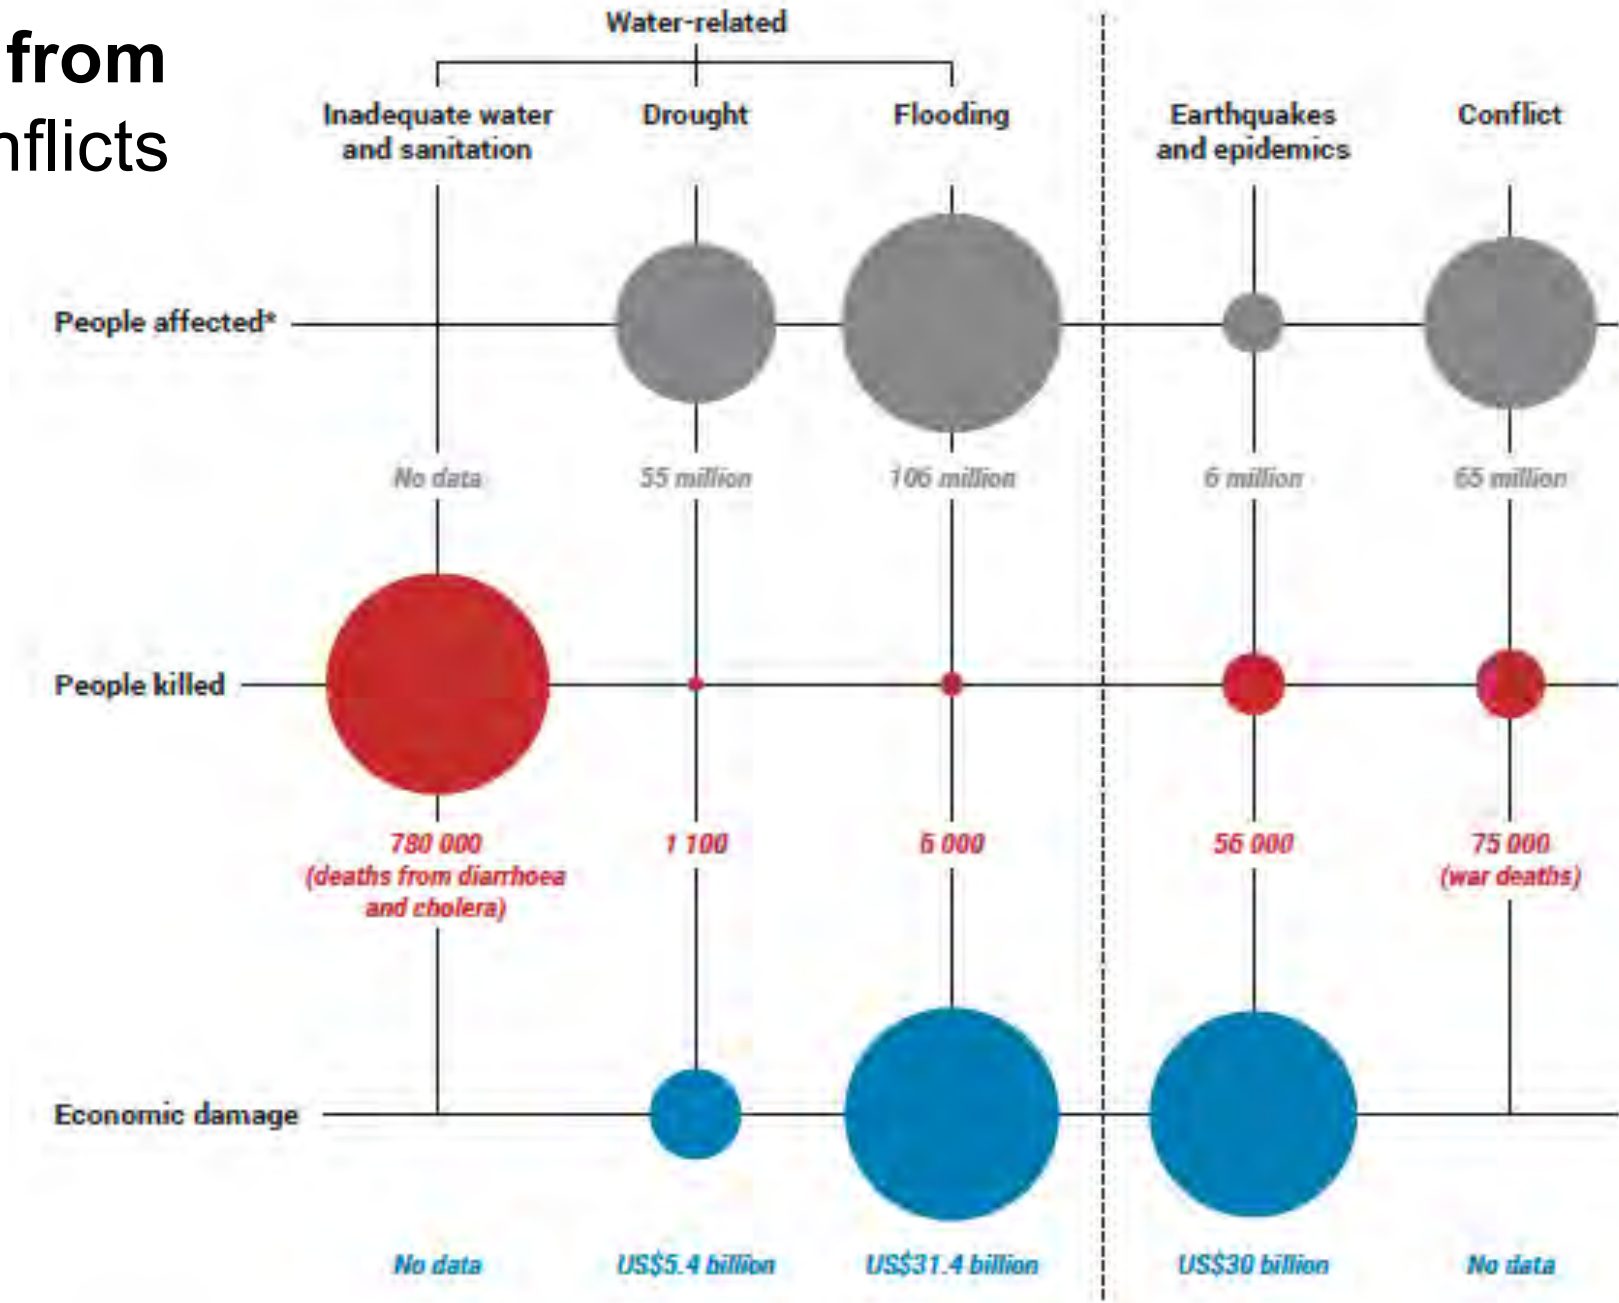 from
nflicts
Water-related
Inadequate water
and sanitation
Drought
Flooding
Earthquakes
and epidemics
Conflict
People affected*
No data
55 million
106 million
6 million
65 million
People killed
780 000
(deaths from diarrhoea
and cholera)
1 100
6 000
56 000
75 000
(war deaths)
Economic damage
No data
US$5.4 billion
US$31.4 billion
US$30 billion
No data